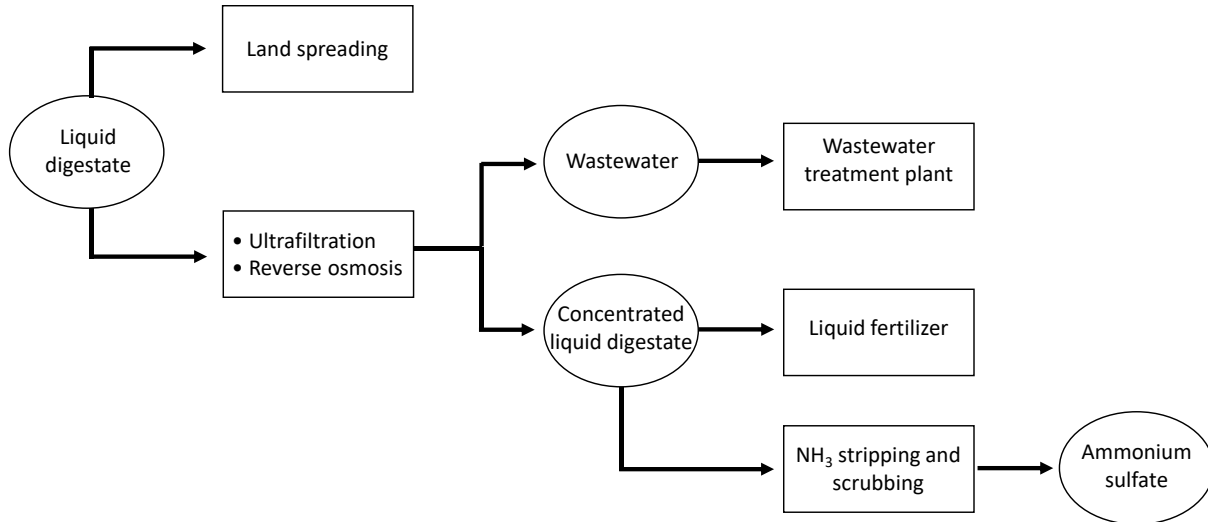 Land spreading
Liquid
digestate
• Ultrafiltration
• Reverse osmosis
Wastewater
Wastewater
treatment plant
Concentrated
liquid digestate
Liquid fertilizer
NH₃ stripping and
scrubbing
Ammonium
sulfate